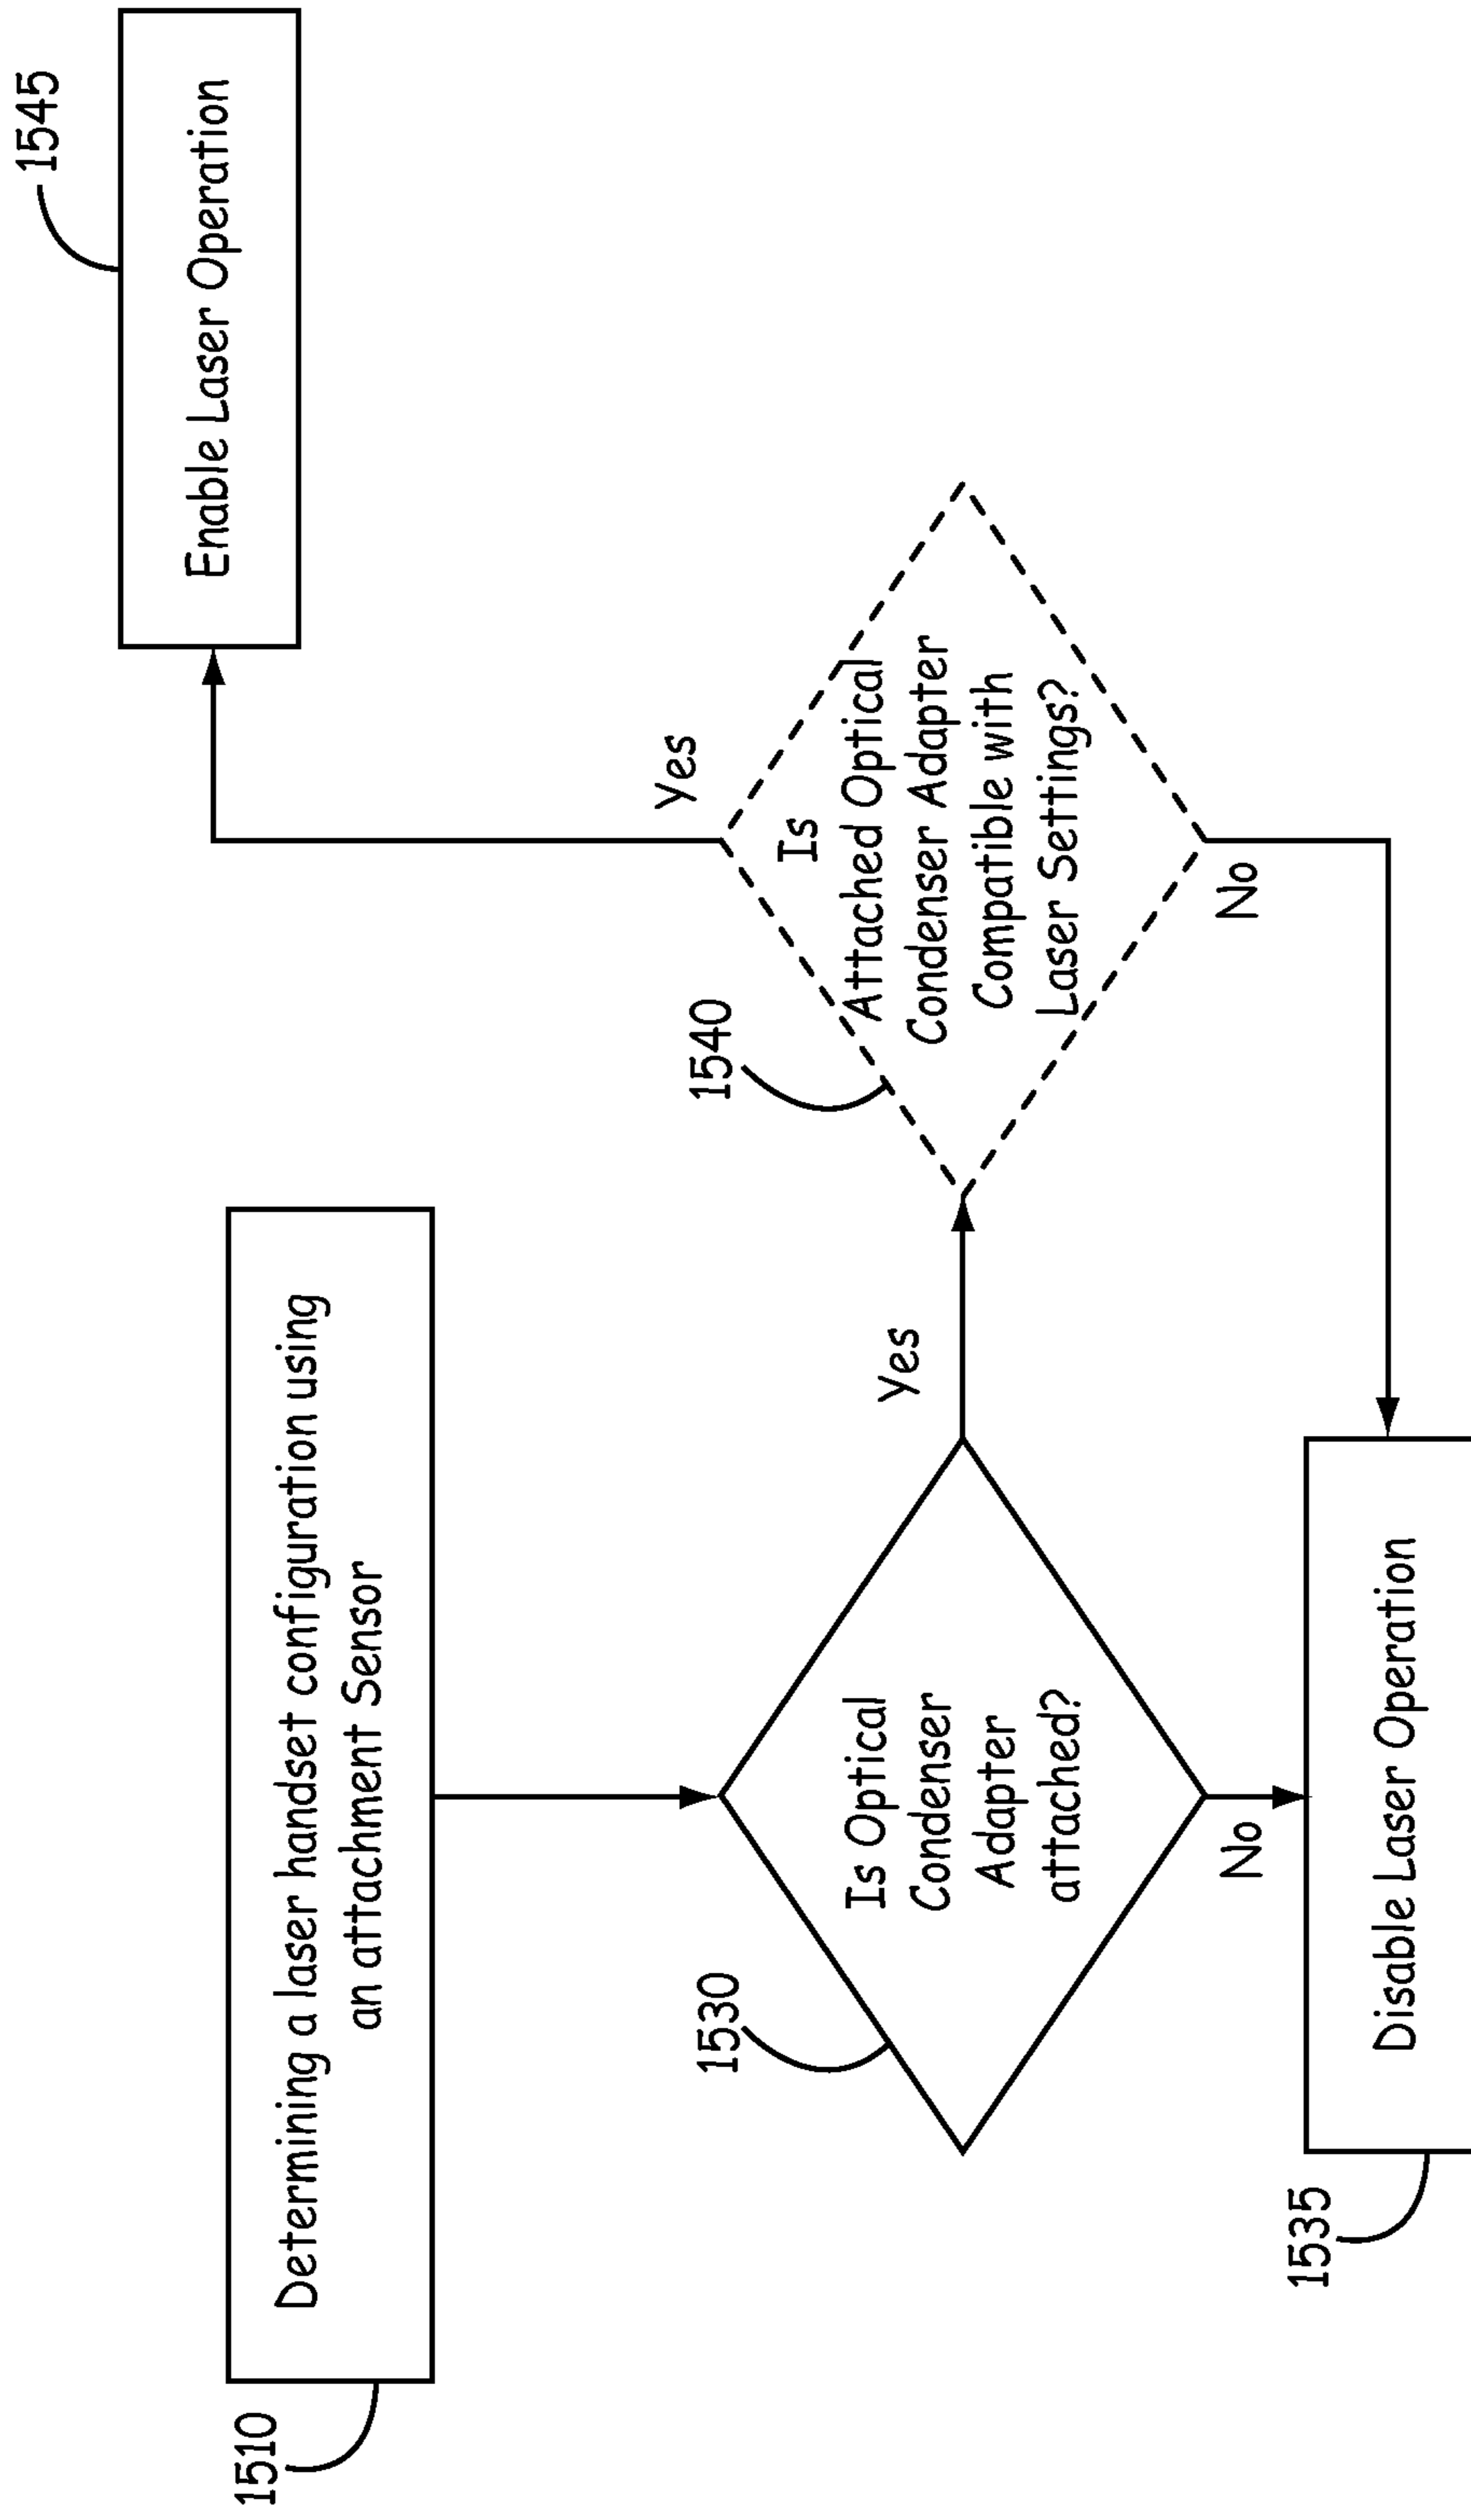 1510
Determining a laser handset configuration using
an attachment Sensor
1530
Is Optical
Condenser
Adapter
attached?
Yes
No
1535
Disable Laser Operation
1540
Is
Attached Optical
Condenser Adapter
Compatible with
Laser Settings?
Yes
No
1545
Enable Laser Operation